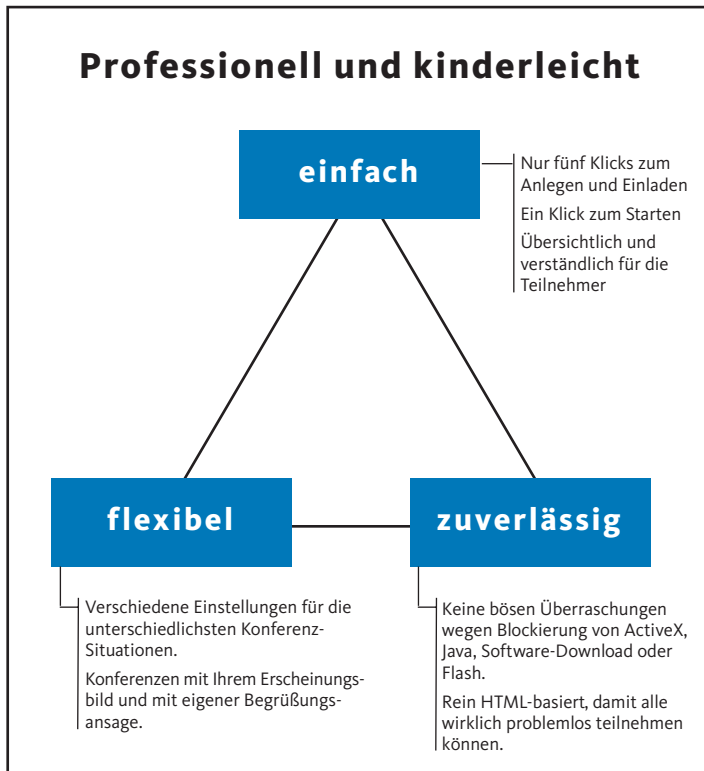 Professionell und kinderleicht
einfach
Nur fünf Klicks zum
Anlegen und Einladen
Ein Klick zum Starten
Übersichtlich und
verständlich für die
Teilnehmer
flexibel
Verschiedene Einstellungen für die
unterschiedlichsten Konferenz-
Situationen.
Konferenzen mit Ihrem Erscheinungs-
bild und mit eigener Begrüßungs-
ansage.
zuverlässig
Keine bösen Überraschungen
wegen Blockierung von ActiveX,
Java, Software-Download oder
Flash.
Rein HTML-basiert, damit alle
wirklich problemlos teilnehmen
können.